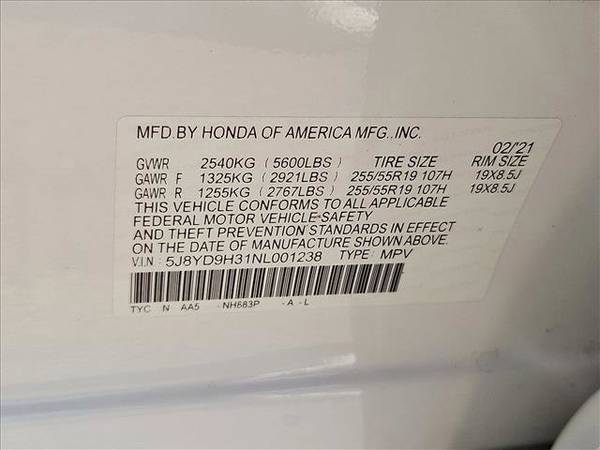 MFD.BY HONDA OF AMERICA MFG.,INC.
02/'21
GVWR 2540KG (5600LBS) TIRE SIZE RIM SIZE
GAWR F 1325KG (2921LBS) 255/55R19 107H 19X8.5J
GAWR R 1255KG (2767LBS) 255/55R19 107H 19X8.5J
THIS VEHICLE CONFORMS TO ALL APPLICABLE
FEDERAL MOTOR VEHICLE SAFETY
AND THEFT PREVENTION STANDARDS IN EFFECT
ON THE DATE OF MANUFACTURE SHOWN ABOVE.
V.I.N: 5J8YD9H31NL001238 TYPE: MPV
TYC N AA5 -NH883P -A -L